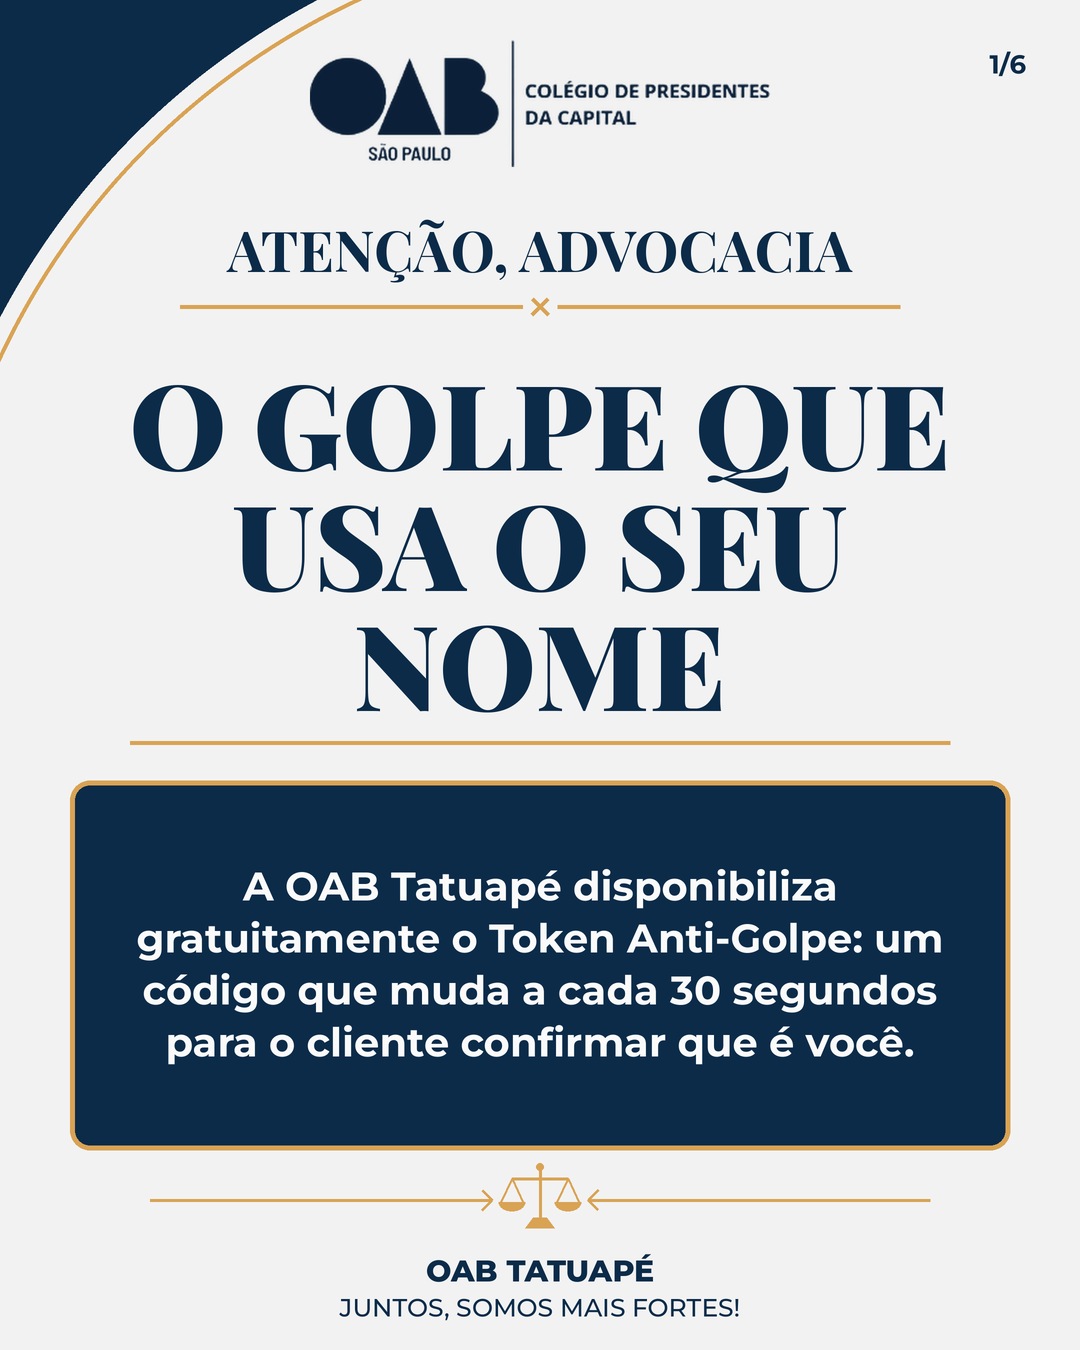 1/6
OAB
SÃO PAULO
COLÉGIO DE PRESIDENTES
DA CAPITAL
ATENÇÃO, ADVOCACIA
O GOLPE QUE
USA O SEU
NOME
A OAB Tatuapé disponibiliza
gratuitamente o Token Anti-Golpe: um
código que muda a cada 30 segundos
para o cliente confirmar que é você.
OAB TATUAPÉ
JUNTOS, SOMOS MAIS FORTES!